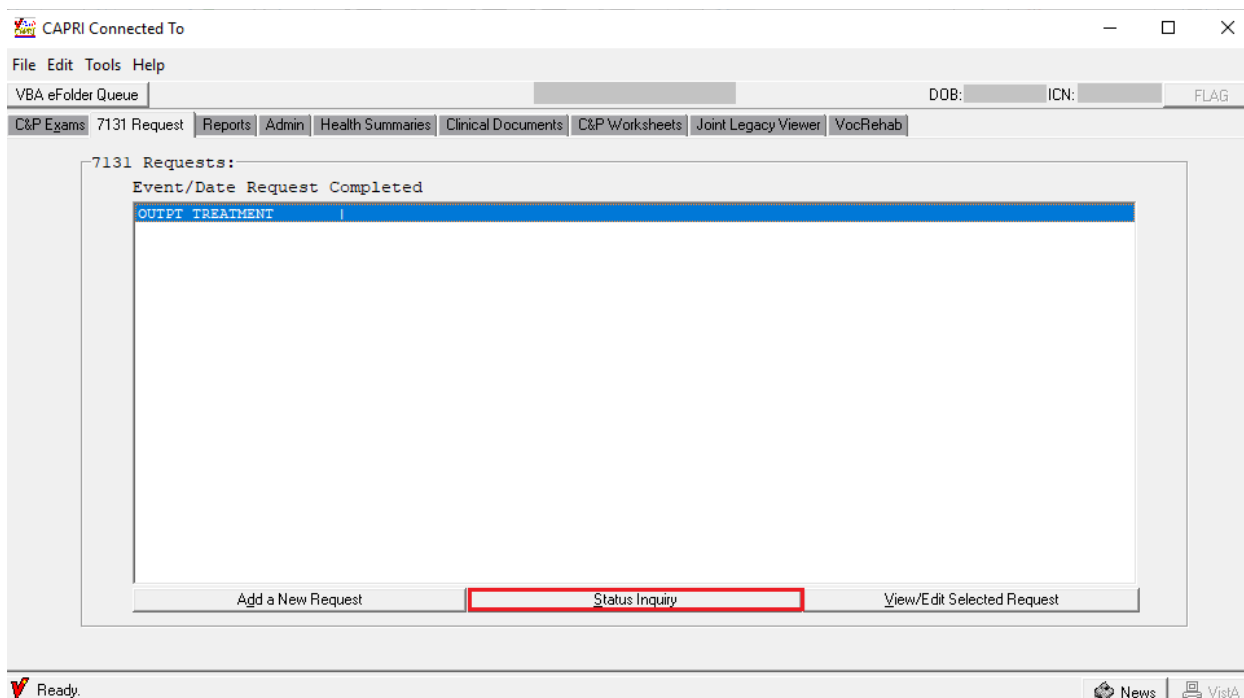 CAPRI Connected To
File Edit Tools Help
VBA eFolder Queue DOB: ICN: FLAG
C&P Exams 7131 Request Reports Admin Health Summaries Clinical Documents C&P Worksheets Joint Legacy Viewer VocRehab
7131 Requests:
Event/Date Request Completed
OUTPT TREATMENT |
Add a New Request Status Inquiry View/Edit Selected Request
Ready. News VistA